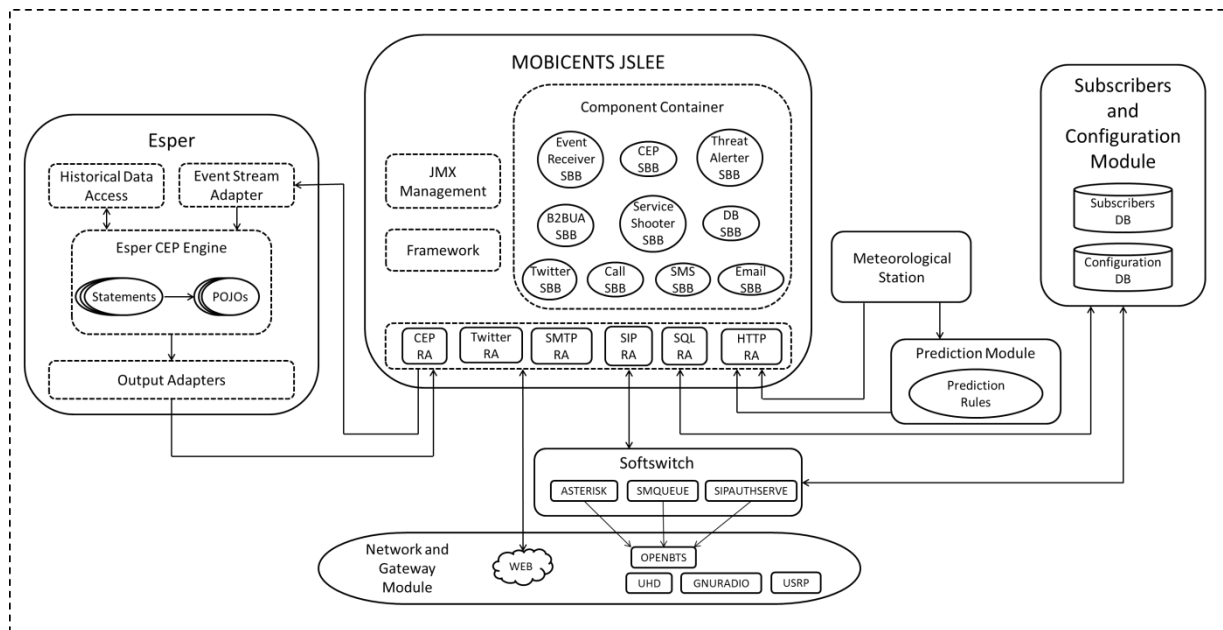 MOBICENTS JSLEE
Component Container
Event
Receiver
SBB
CEP
SBB
Threat
Alerter
SBB
B2BUA
SBB
Service
Shooter
SBB
DB
SBB
Twitter
SBB
Call
SBB
SMS
SBB
Email
SBB
JMX
Management
Framework
CEP
RA
Twitter
RA
SMTP
RA
SIP
RA
SQL
RA
HTTP
RA
Esper
Historical Data
Access
Event Stream
Adapter
Esper CEP Engine
Statements
POJOs
Output Adapters
Subscribers
and
Configuration
Module
Subscribers
DB
Configuration
DB
Meteorological
Station
Prediction Module
Prediction
Rules
Softswitch
ASTERISK
SMQUEUE
SIPAUTHSERVE
Network and
Gateway
Module
WEB
OPENBTS
UHD
GNURADIO
USRP